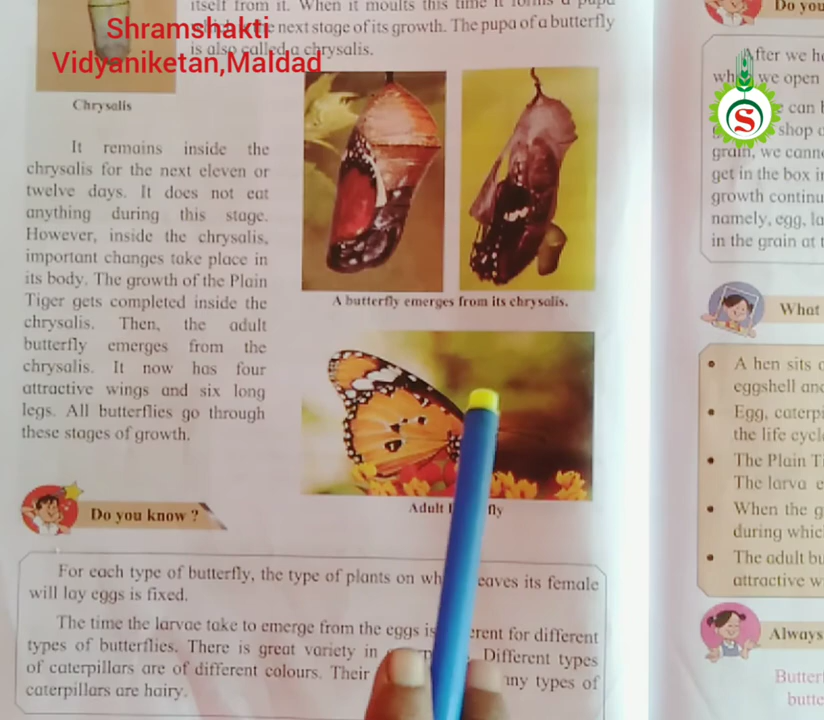 itself from it. When it moults this time it forms a pupa
Shramshakti
the next stage of its growth. The pupa of a butterfly
is also called a chrysalis.
Vidyaniketan,Maldad
Chrysalis
It remains inside the
chrysalis for the next eleven or
twelve days. It does not eat
anything during this stage.
However, inside the chrysalis,
important changes take place in
its body. The growth of the Plain
Tiger gets completed inside the
chrysalis. Then, the adult
butterfly emerges from the
chrysalis. It now has four
attractive wings and six long
legs. All butterflies go through
these stages of growth.
A butterfly emerges from its chrysalis.
Adult fly
Do you know ?
For each type of butterfly, the type of plants on wh eaves its female
will lay eggs is fixed.
The time the larvae take to emerge from the eggs is erent for different
types of butterflies. There is great variety in Different types
of caterpillars are of different colours. Their any types of
caterpillars are hairy.
Do you
After we he
we open
can b
shop o
grain, we canno
get in the box in
growth continu
namely, egg, la
in the grain at t
S
What
• A hen sits o
eggshell and
• Egg, caterpi
the life cycle
• The Plain Ti
The larva e
• When the g
during whic
• The adult bu
attractive w
Always
Butterf
butte